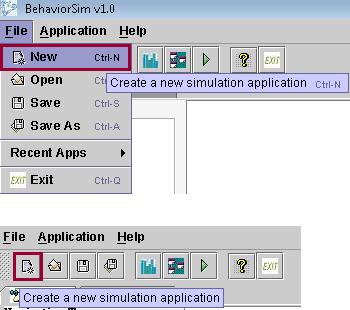 BehaviorSim v1.0
File Application Help
New Ctrl-N
EXIT
Create a new simulation application Ctrl-N
Open Ctrl-O
Save Ctrl-S
Save As Ctrl-A
Recent Apps
EXIT Exit Ctrl-Q
File Application Help
EXIT
Create a new simulation application